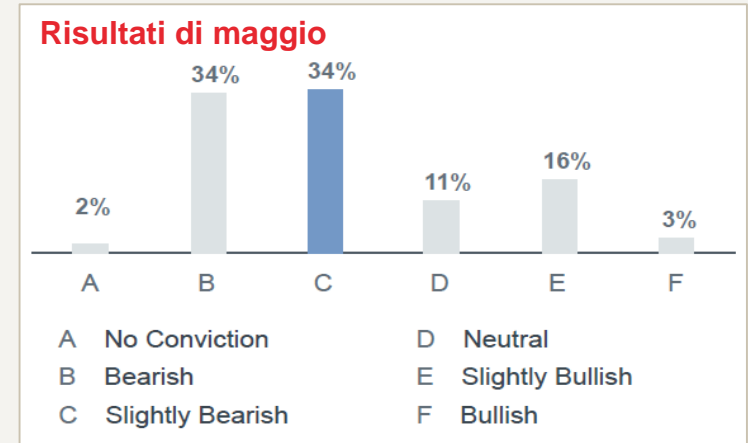 Risultati di maggio
34% 34%
16%
11%
2%
3%
A B C D E F
A No Conviction D Neutral
B Bearish E Slightly Bullish
C Slightly Bearish F Bullish